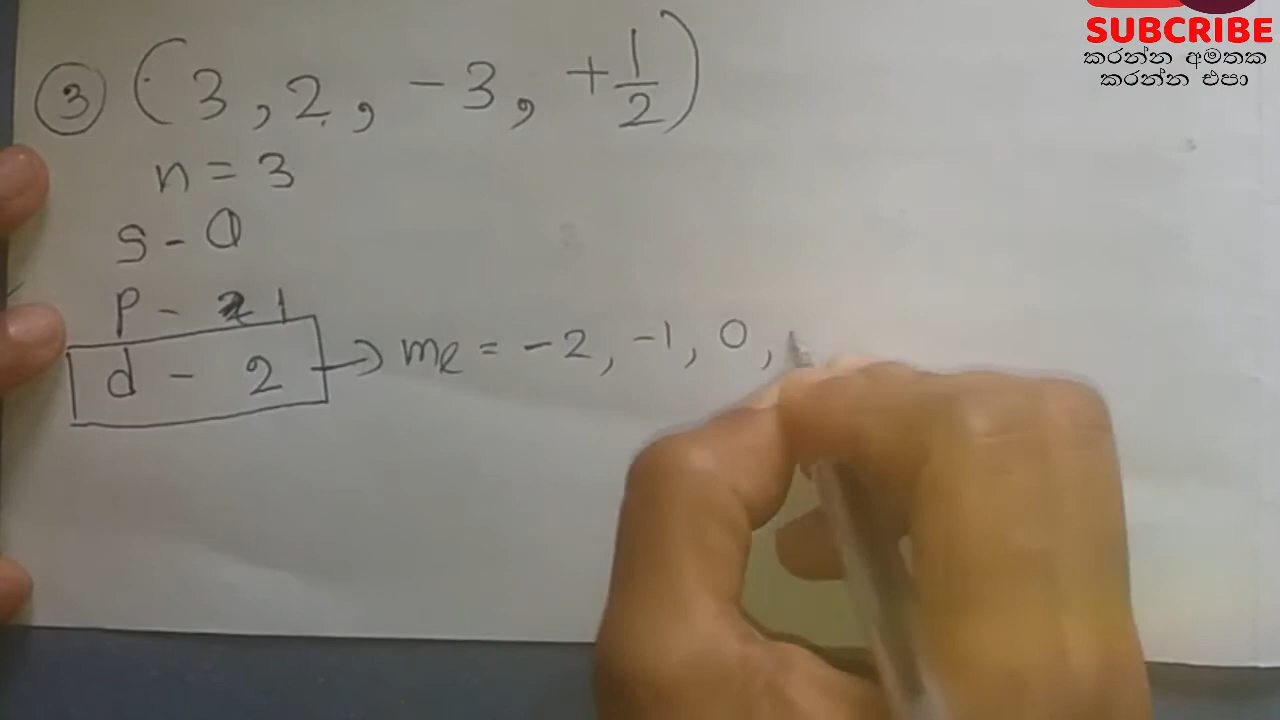 SUBCRIBE
කරන්න අමතක
කරන්න එපා
③ (3, 2, -3, +1/2)
n = 3
s - 0
p - 1
d - 2 → ml = -2, -1, 0,